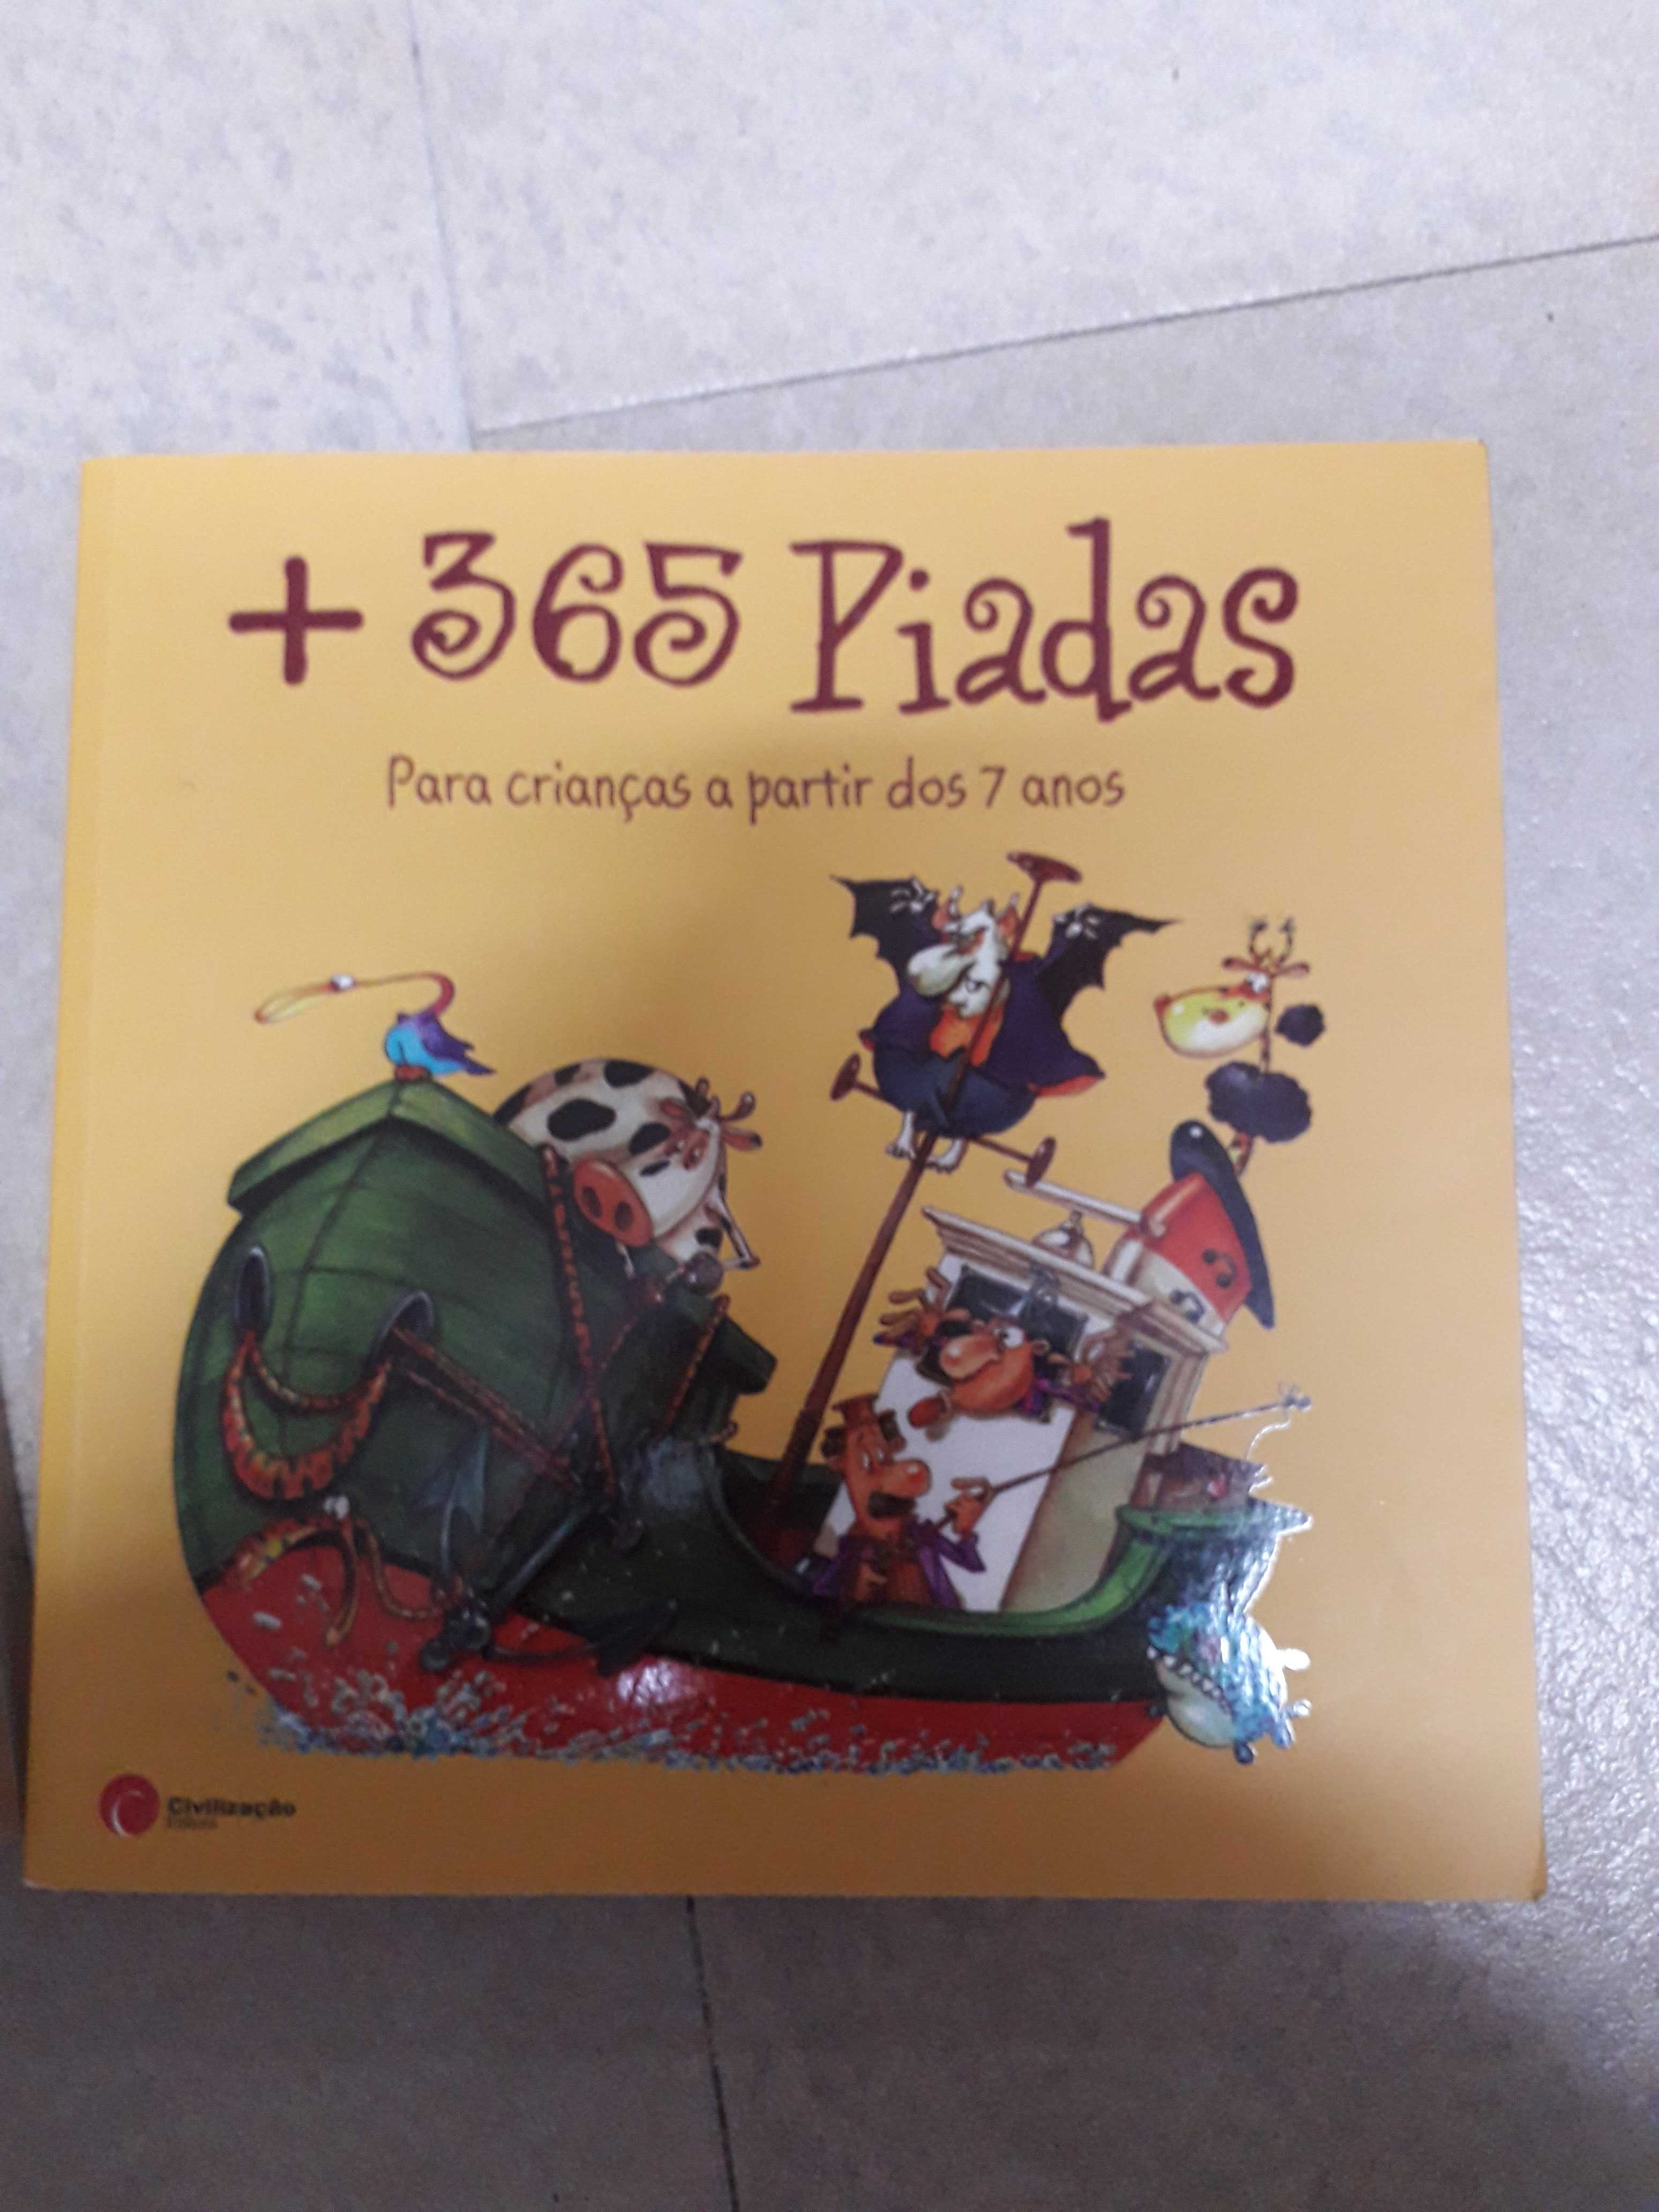 + 365 Piadas
Para crianças a partir dos 7 anos
Civilização